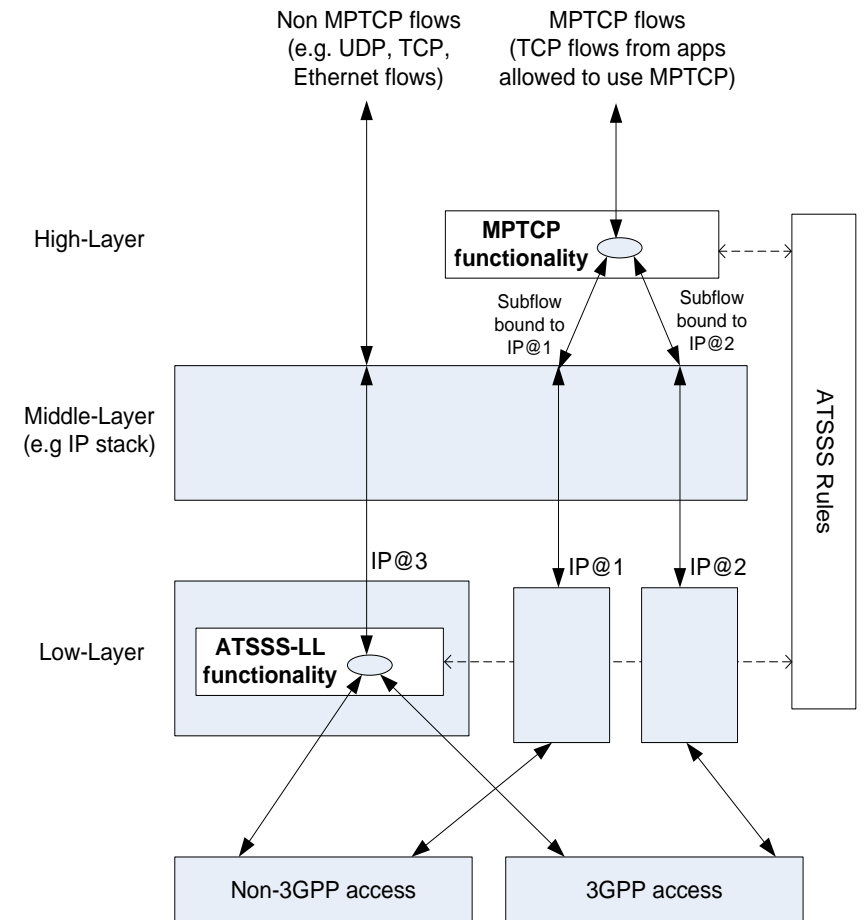 Non MPTCP flows
(e.g. UDP, TCP,
Ethernet flows)
MPTCP flows
(TCP flows from apps
allowed to use MPTCP)
High-Layer
MPTCP
functionality
Subflow
bound to
IP@1
Subflow
bound to
IP@2
Middle-Layer
(e.g IP stack)
ATSSS Rules
IP@3
IP@1
IP@2
Low-Layer
ATSSS-LL
functionality
Non-3GPP access
3GPP access